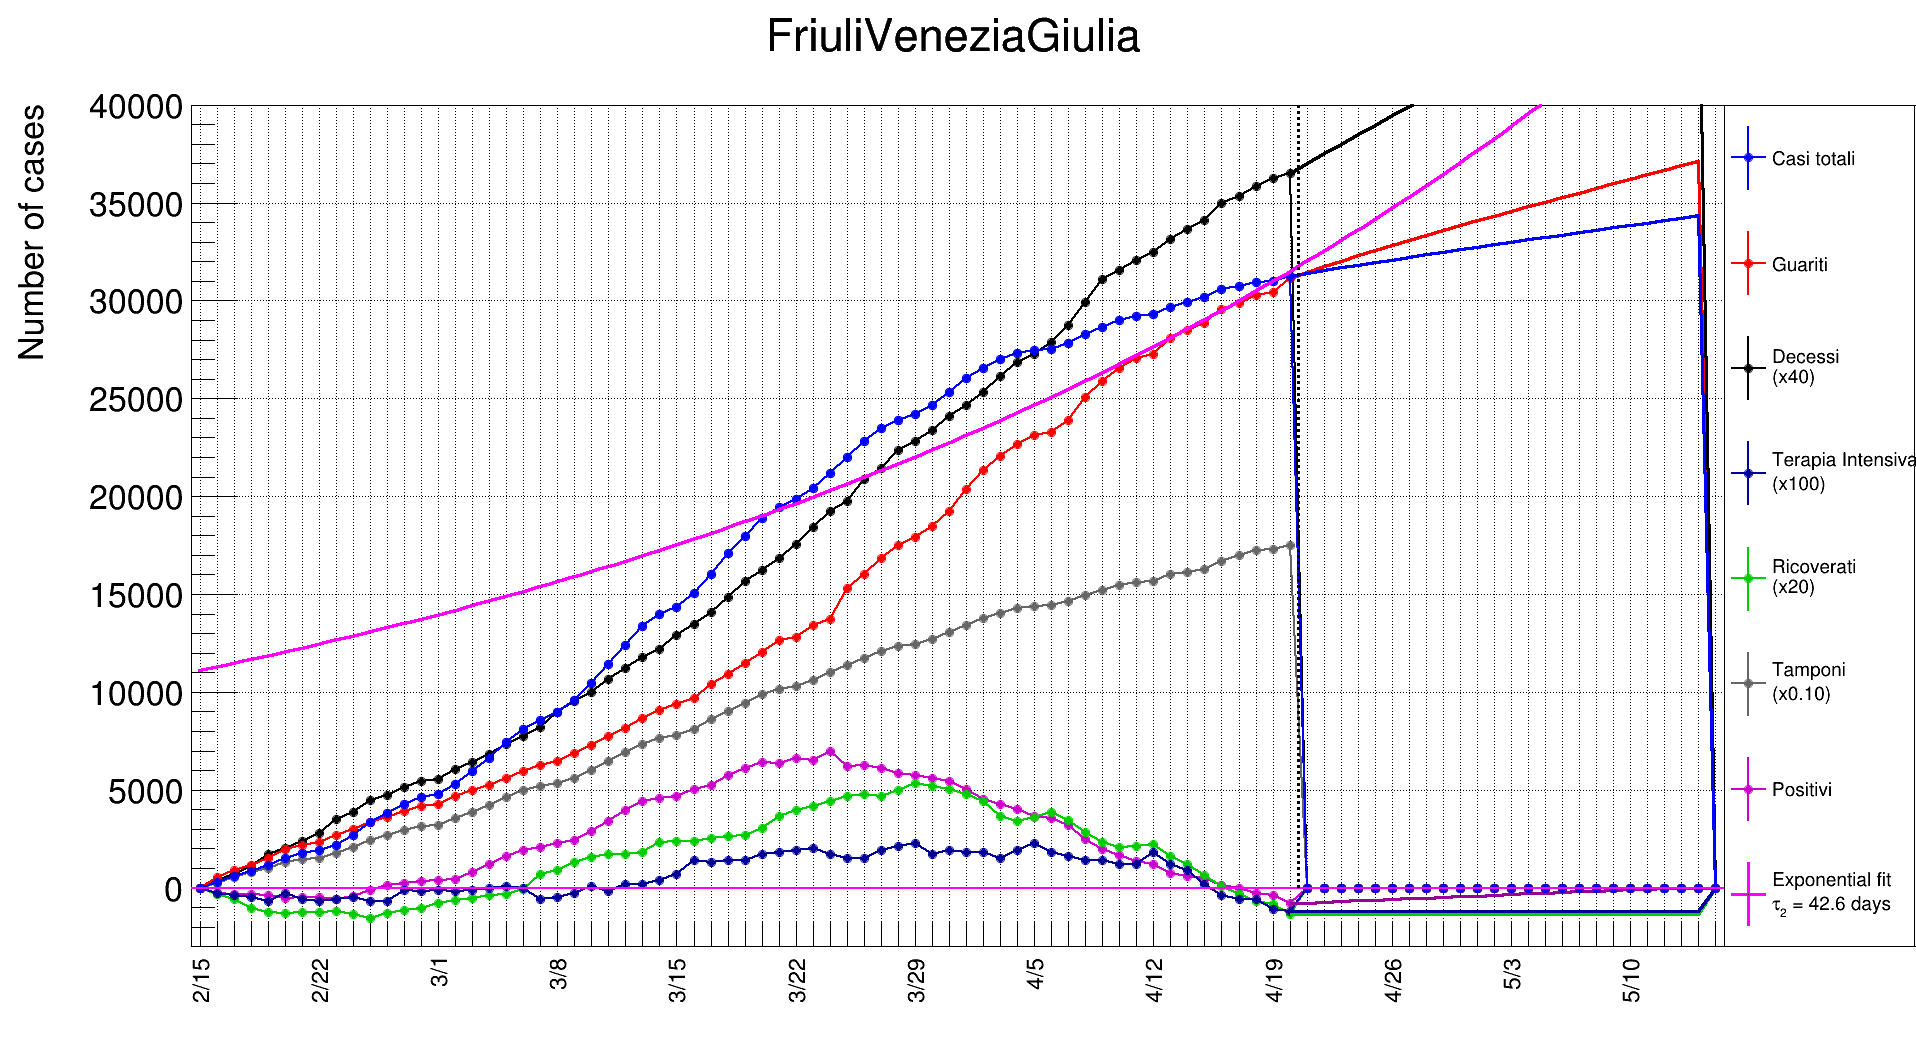 FriuliVeneziaGiulia
Number of cases
40000
35000
30000
25000
20000
15000
10000
5000
0
2/15
2/22
3/1
3/8
3/15
3/22
3/29
4/5
4/12
4/19
4/26
5/3
5/10
Casi totali
Guariti
Decessi
(x40)
Terapia Intensiva
(x100)
Ricoverati
(x20)
Tamponi
(x0.10)
Positivi
Exponential fit
τ2 = 42.6 days